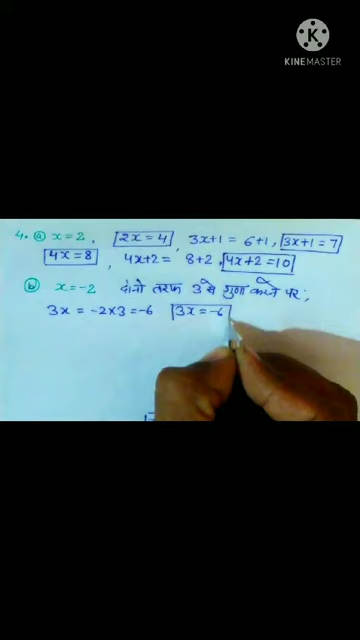 KINEMASTER
4. ⓐ x = 2, 2x = 4, 3x+1 = 6+1, 3x+1 = 7
4x = 8, 4x+2 = 8+2, 4x+2 = 10
ⓑ x = -2 दोनो तरफ 3 से गुणा करने पर;
3x = -2×3 = -6 3x = -6